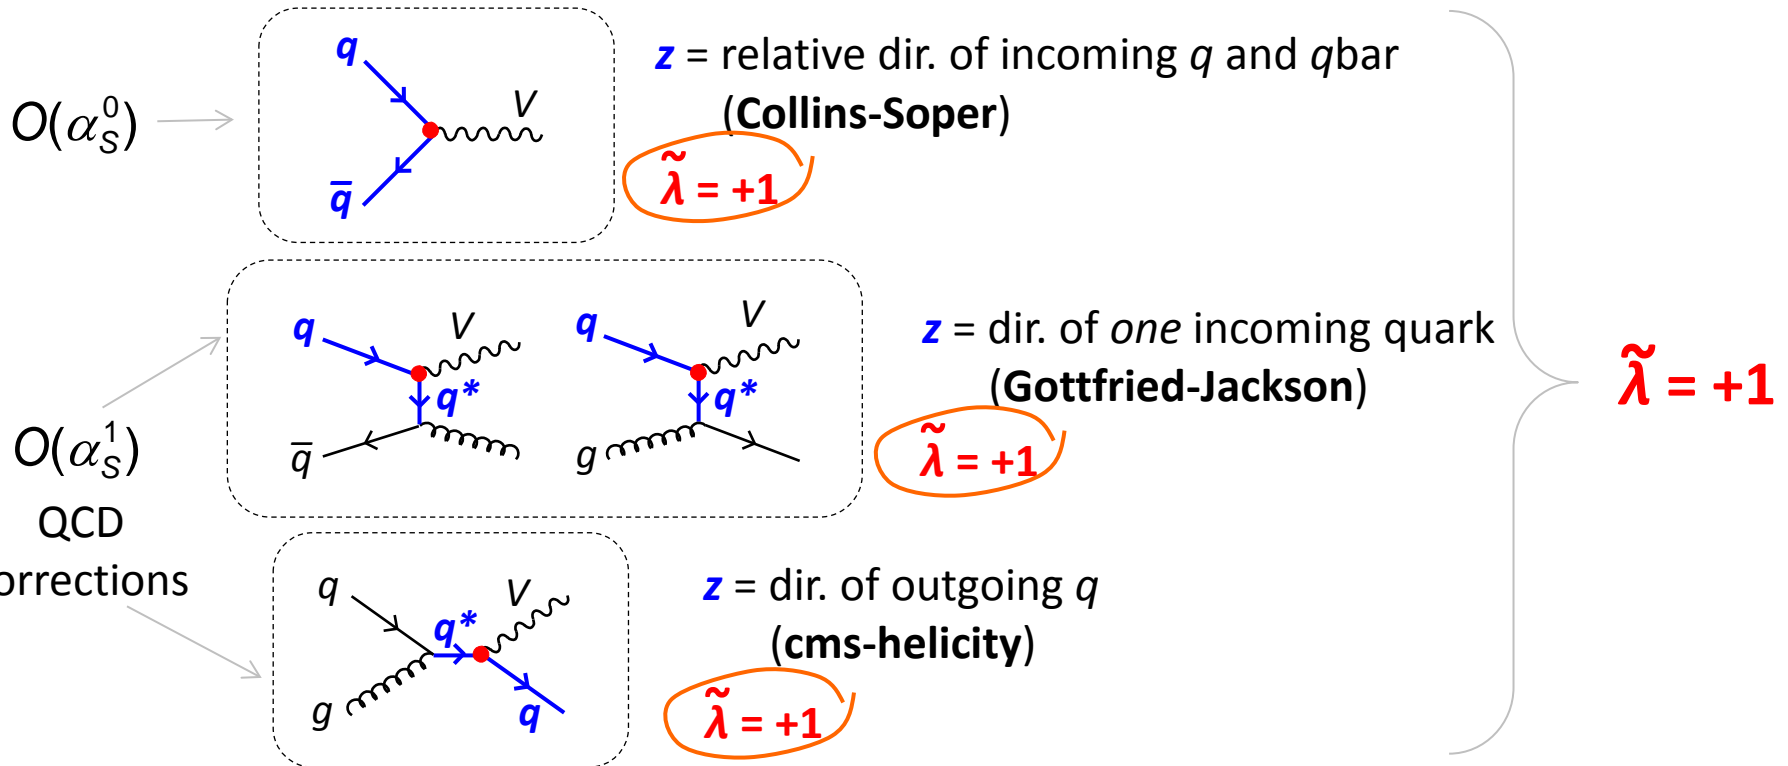 q
V
q̅
O(α_S^0)
z = relative dir. of incoming q and qbar
(Collins-Soper)
λ̃ = +1
q
V
q*
q̅
q
V
q*
g
z = dir. of one incoming quark
(Gottfried-Jackson)
λ̃ = +1
λ̃ = +1
O(α_S^1)
QCD
orrections
q
V
q*
g
q
z = dir. of outgoing q
(cms-helicity)
λ̃ = +1